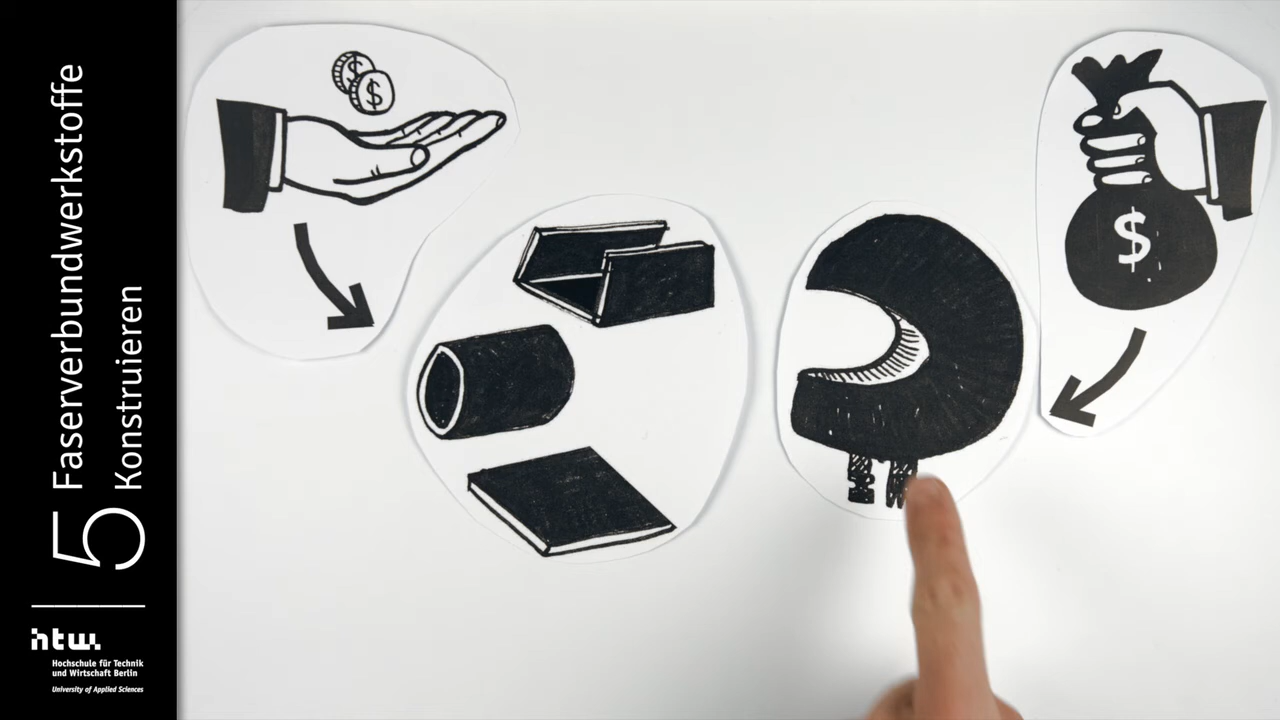 5 Faserverbundwerkstoffe
Konstruieren
htw.
Hochschule für Technik
und Wirtschaft Berlin
University of Applied Sciences
$
$
$